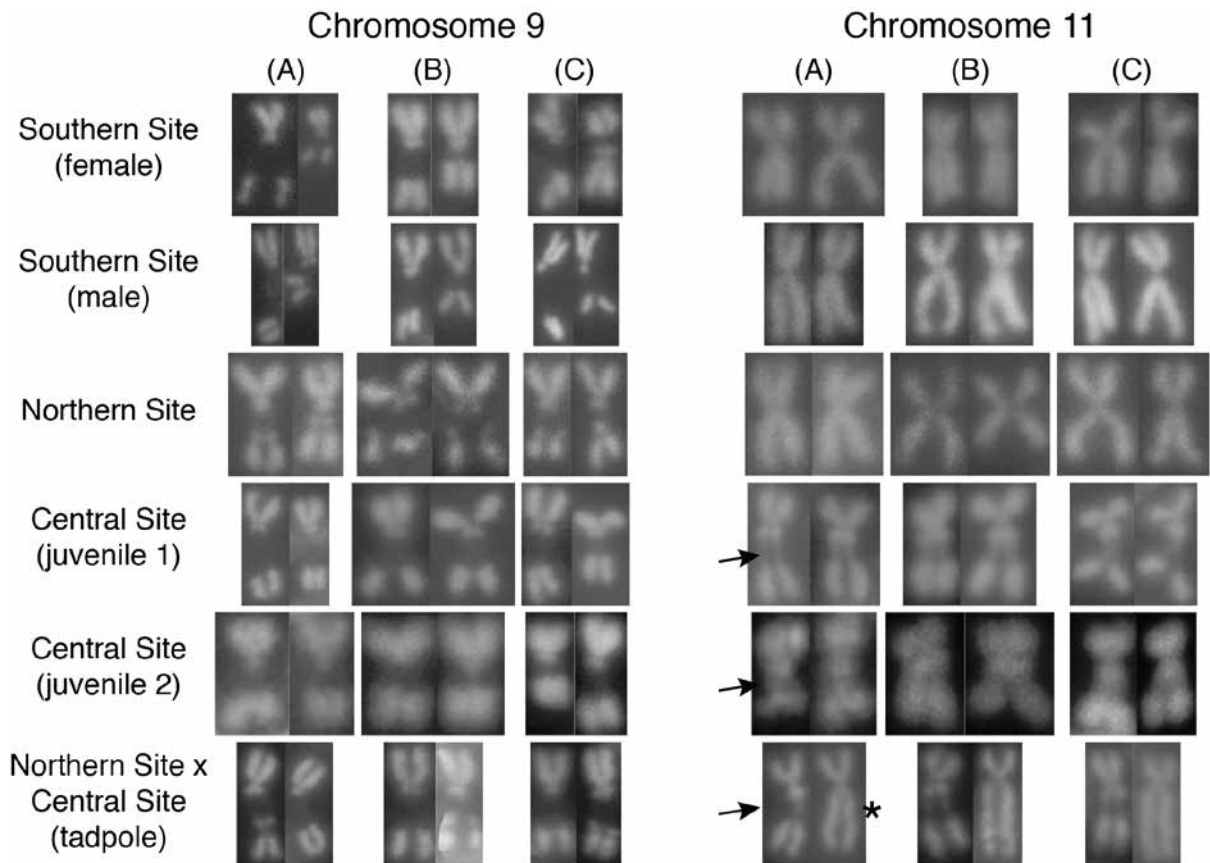 Chromosome 9 Chromosome 11
(A) (B) (C) (A) (B) (C)
Southern Site
(female)
Southern Site
(male)
Northern Site
Central Site
(juvenile 1)
Central Site
(juvenile 2)
Northern Site x
Central Site
(tadpole)
*